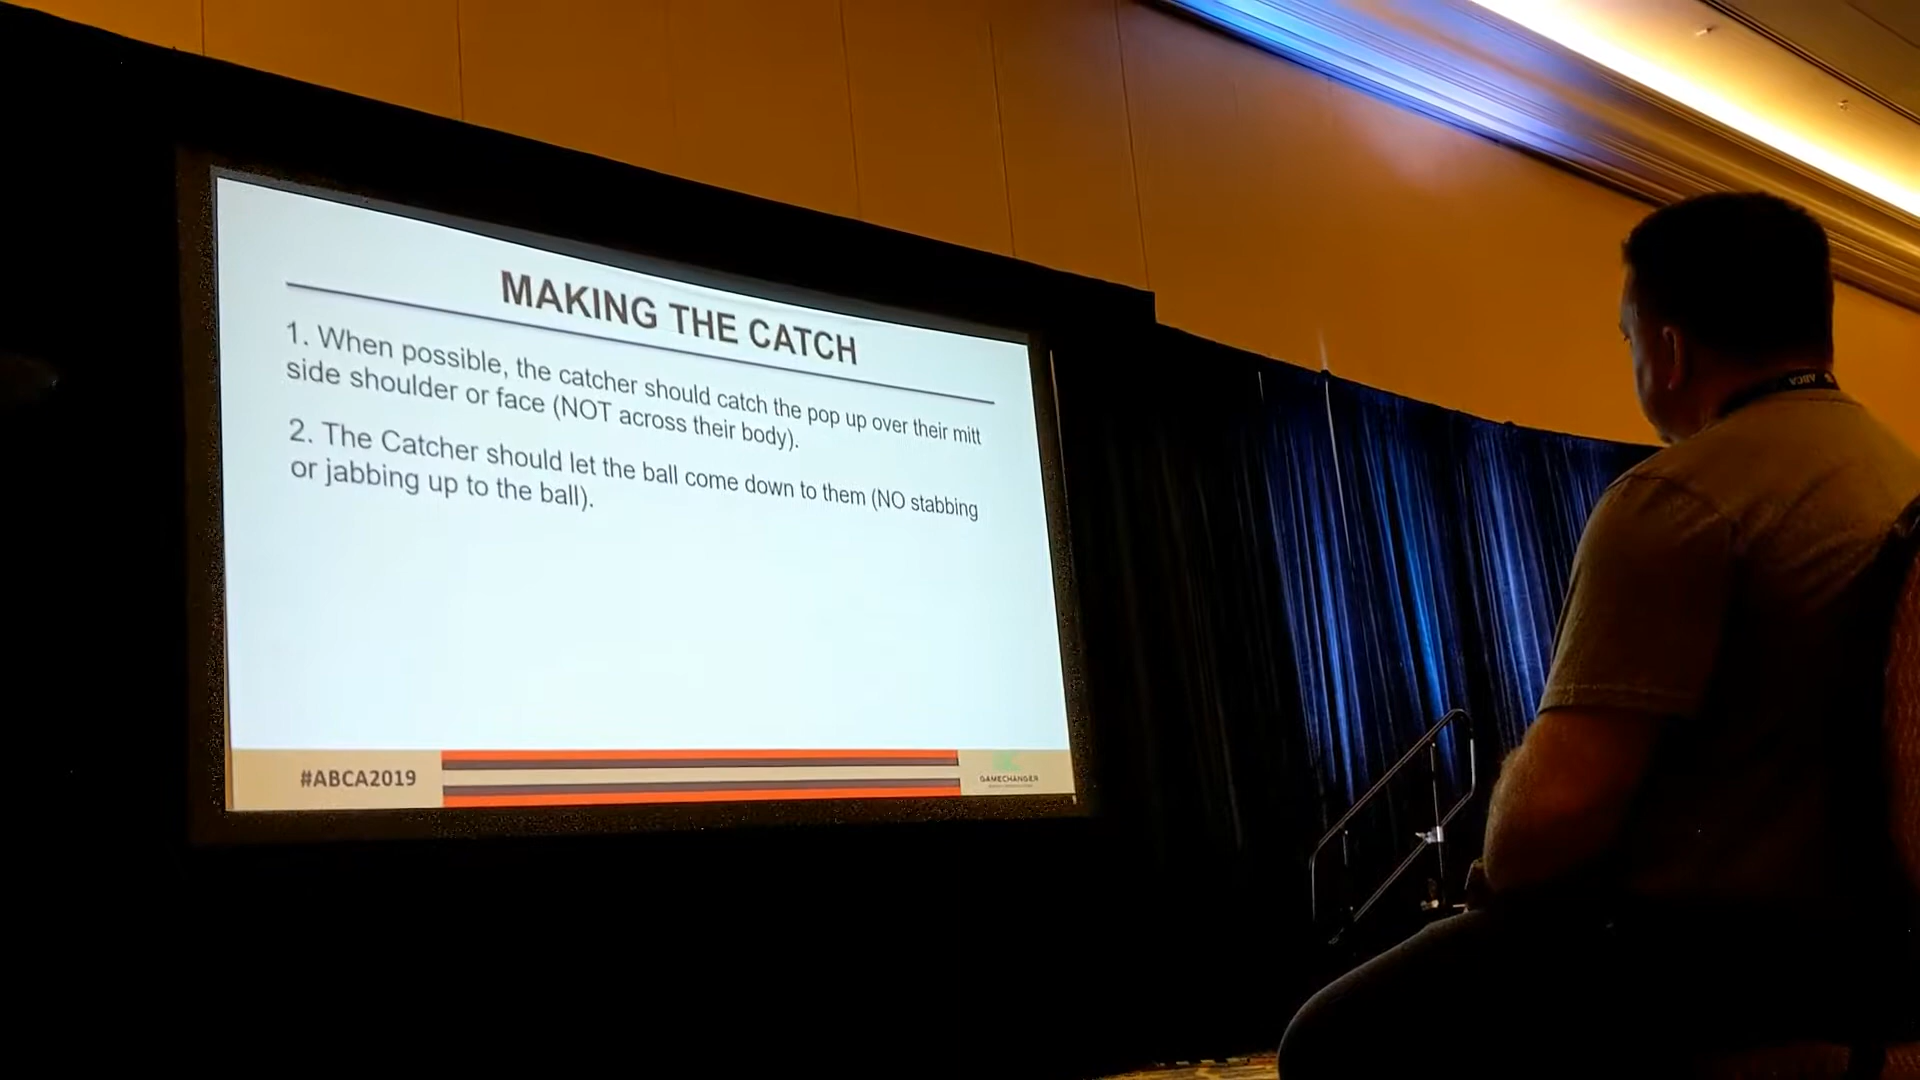 MAKING THE CATCH
1. When possible, the catcher should catch the pop up over their mitt
side shoulder or face (NOT across their body).
2. The Catcher should let the ball come down to them (NO stabbing
or jabbing up to the ball).
#ABCA2019
GAMECHANGER
ABCA